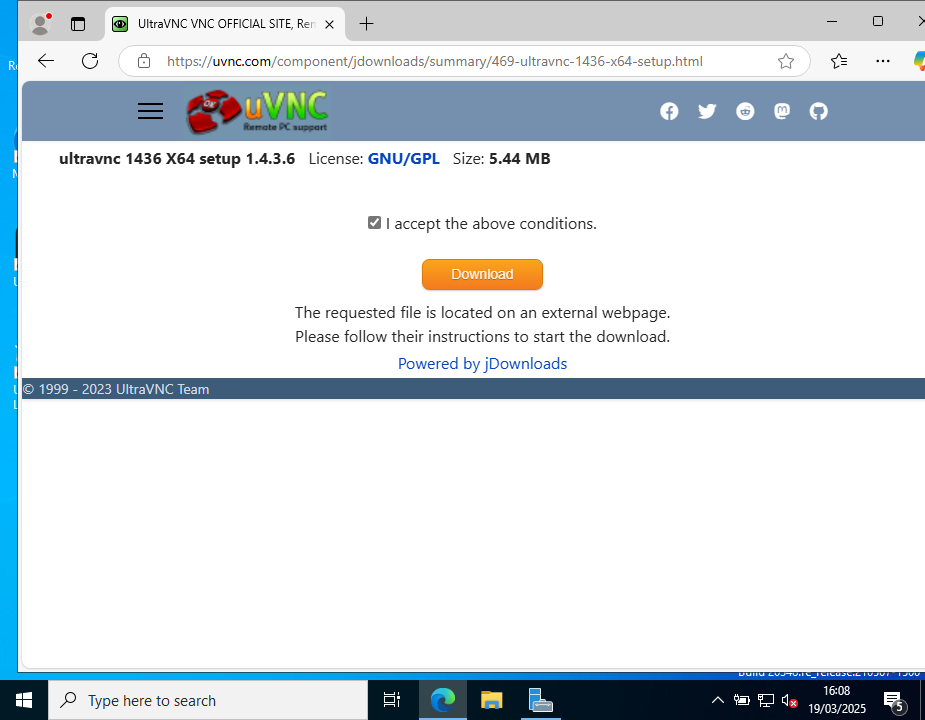 UltraVNC VNC OFFICIAL SITE, Rem
https://uvnc.com/component/jdownloads/summary/469-ultravnc-1436-x64-setup.html
OK uVNC
Remote PC support
ultravnc 1436 X64 setup 1.4.3.6 License: GNU/GPL Size: 5.44 MB
I accept the above conditions.
Download
The requested file is located on an external webpage.
Please follow their instructions to start the download.
Powered by jDownloads
© 1999 - 2023 UltraVNC Team
Type here to search
16:08
19/03/2025
5